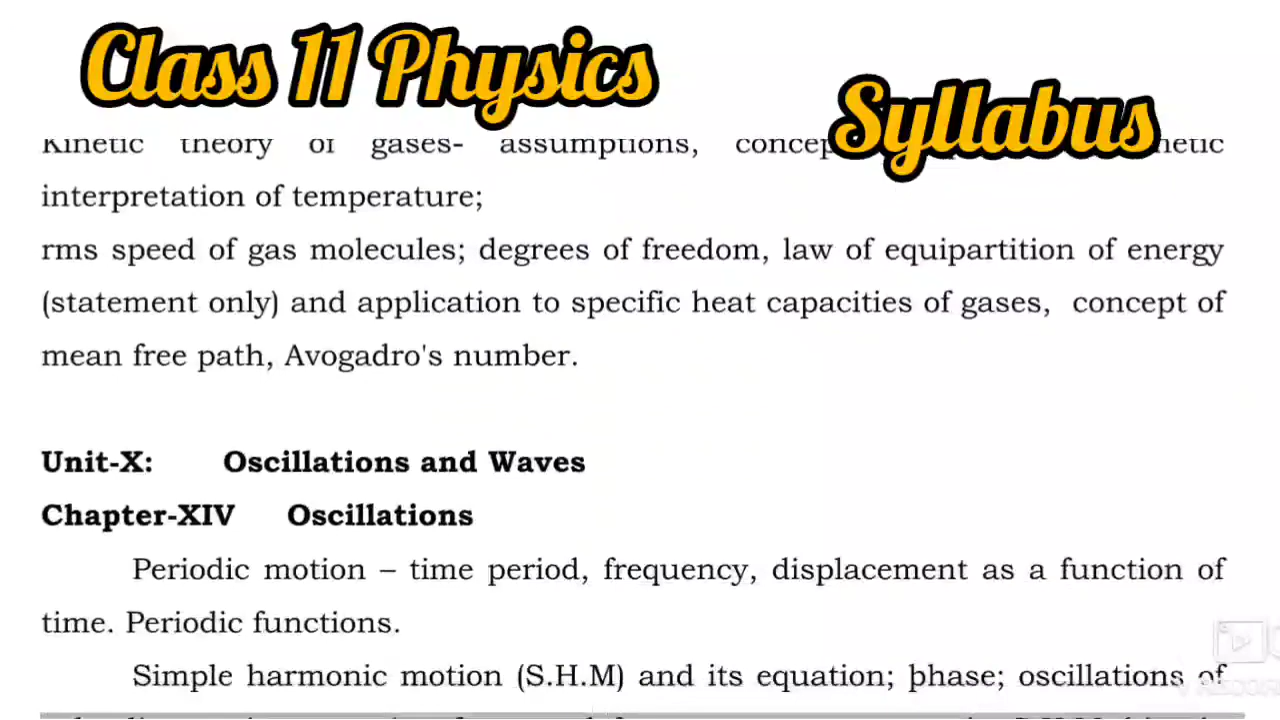 Class 11 Physics
Syllabus
Kinetic theory of gases- assumptions,
interpretation of temperature;
rms speed of gas molecules; degrees of freedom, law of equipartition of energy
(statement only) and application to specific heat capacities of gases, concept of
mean free path, Avogadro's number.
Unit-X: Oscillations and Waves
Chapter-XIV Oscillations
Periodic motion – time period, frequency, displacement as a function of
time. Periodic functions.
Simple harmonic motion (S.H.M) and its equation; phase; oscillations of